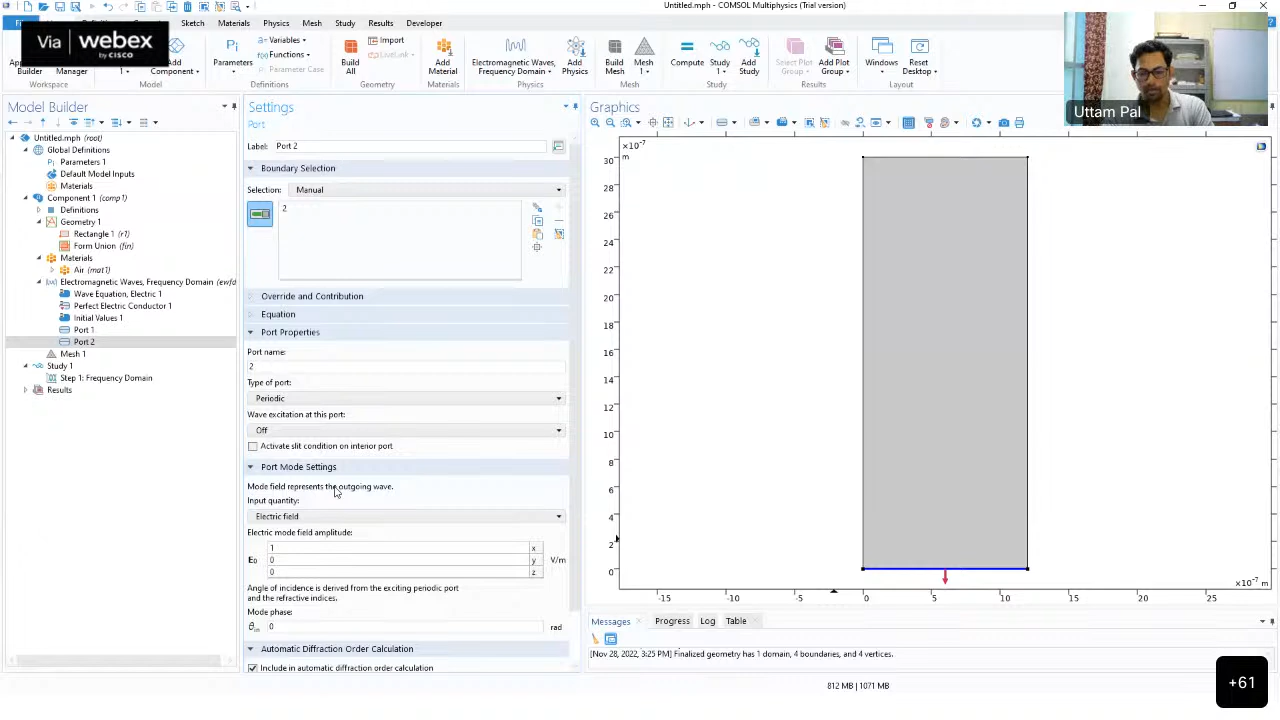 Untitled.mph - COMSOL Multiphysics (Trial version)
Sketch Materials Physics Mesh Study Results Developer
Via webex
by CISCO
Builder Manager
Component 1
Parameters
Variables
Functions
Parameter Case
Build All
Import
LiveLink
Add Material
Electromagnetic Waves, Frequency Domain
Add Physics
Build Mesh
Mesh 1
Compute
Study 1
Add Study
Select Plot Group
Add Plot Group
Windows
Reset Desktop
Workspace Model Definitions Geometry Materials Physics Mesh Study Results Layout
Uttam Pal
Model Builder
Untitled.mph (root)
Global Definitions
Parameters 1
Default Model Inputs
Materials
Component 1 (comp1)
Definitions
Geometry 1
Rectangle 1 (r1)
Form Union (fin)
Materials
Air (mat1)
Electromagnetic Waves, Frequency Domain (ewfd
Wave Equation, Electric 1
Perfect Electric Conductor 1
Initial Values 1
Port 1
Port 2
Mesh 1
Study 1
Step 1: Frequency Domain
Results
Settings
Port
Label: Port 2
Boundary Selection
Selection: Manual
2
Override and Contribution
Equation
Port Properties
Port name:
2
Type of port:
Periodic
Wave excitation at this port:
Off
Activate slit condition on interior port
Port Mode Settings
Mode field represents the outgoing wave.
Input quantity:
Electric field
Electric mode field amplitude:
1 x
E0 0 y V/m
0 z
Angle of incidence is derived from the exciting periodic port
and the refractive indices.
Mode phase:
θin 0 rad
Automatic Diffraction Order Calculation
Include in automatic diffraction order calculation
Graphics
×10⁻⁷
m
30
28
26
24
22
20
18
16
14
12
10
8
6
4
2
0
-15 -10 -5 0 5 10 15 20 25
×10⁻⁷ m
Messages Progress Log Table
[Nov 28, 2022, 3:25 PM] Finalized geometry has 1 domain, 4 boundaries, and 4 vertices.
812 MB | 1071 MB
+61